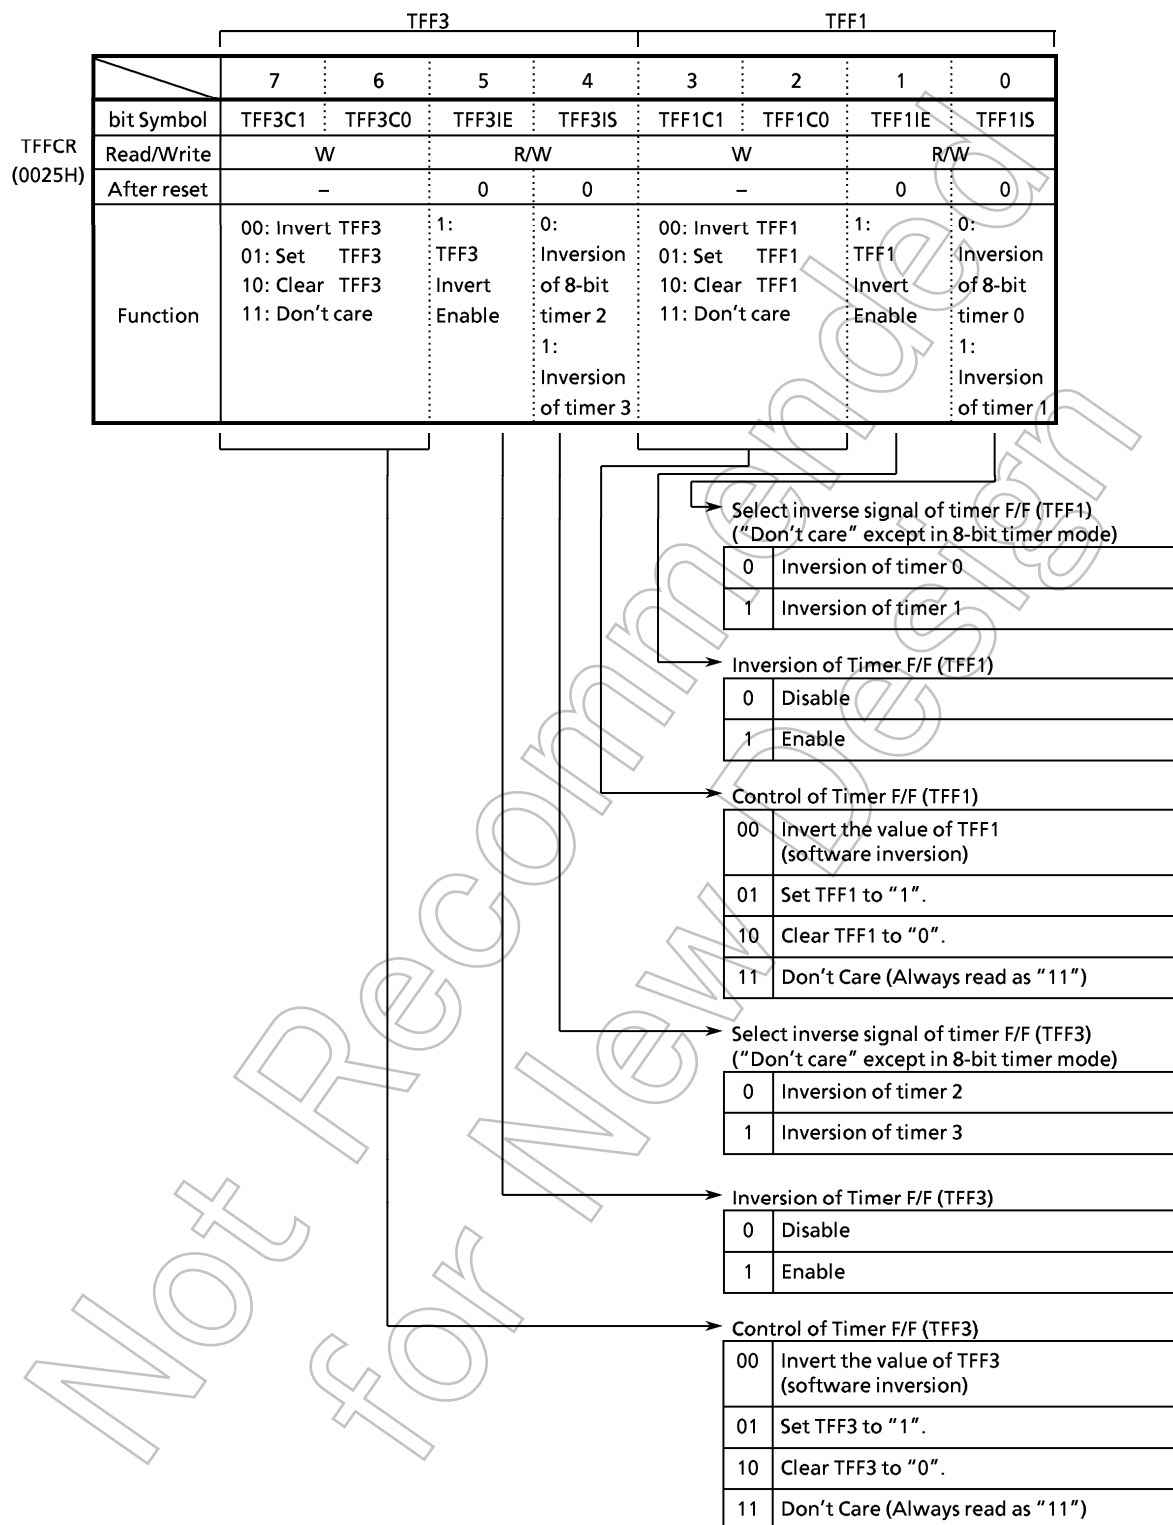 TFF3 TFF1
7 6 5 4 3 2 1 0
bit Symbol TFF3C1 TFF3C0 TFF3IE TFF3IS TFF1C1 TFF1C0 TFF1IE TFF1IS
TFFCR
(0025H)
Read/Write W R/W W R/W
After reset – 0 0 – 0 0
Function
00: Invert TFF3
01: Set TFF3
10: Clear TFF3
11: Don't care
1:
TFF3
Invert
Enable
0:
Inversion
of 8-bit
timer 2
1:
Inversion
of timer 3
00: Invert TFF1
01: Set TFF1
10: Clear TFF1
11: Don't care
1:
TFF1
Invert
Enable
0:
Inversion
of 8-bit
timer 0
1:
Inversion
of timer 1
Select inverse signal of timer F/F (TFF1)
("Don't care" except in 8-bit timer mode)
0 Inversion of timer 0
1 Inversion of timer 1
Inversion of Timer F/F (TFF1)
0 Disable
1 Enable
Control of Timer F/F (TFF1)
00 Invert the value of TFF1
(software inversion)
01 Set TFF1 to "1".
10 Clear TFF1 to "0".
11 Don't Care (Always read as "11")
Select inverse signal of timer F/F (TFF3)
("Don't care" except in 8-bit timer mode)
0 Inversion of timer 2
1 Inversion of timer 3
Inversion of Timer F/F (TFF3)
0 Disable
1 Enable
Control of Timer F/F (TFF3)
00 Invert the value of TFF3
(software inversion)
01 Set TFF3 to "1".
10 Clear TFF3 to "0".
11 Don't Care (Always read as "11")
Not Recommended
for New Design